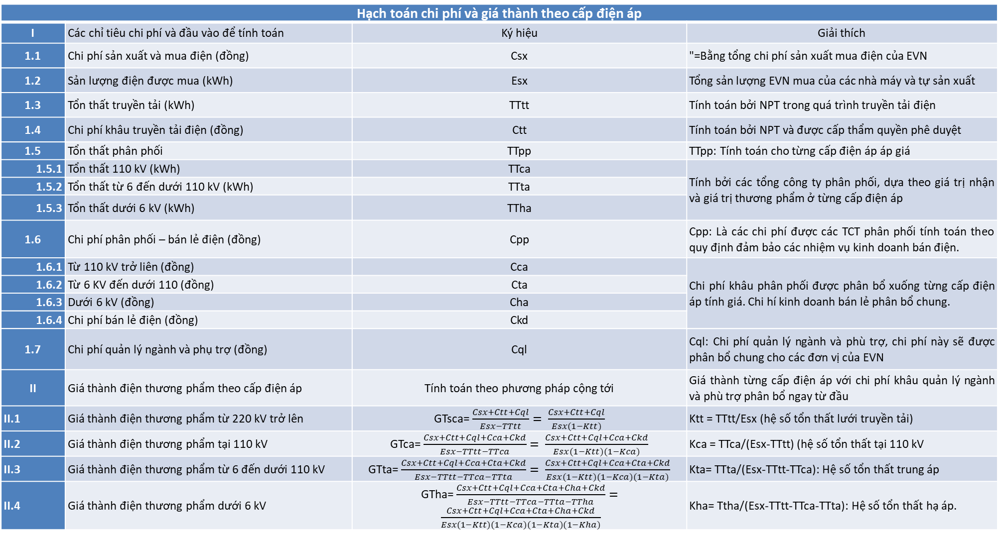 Hạch toán chi phí và giá thành theo cấp điện áp
I Các chỉ tiêu chi phí và đầu vào để tính toán Ký hiệu Giải thích
1.1 Chi phí sản xuất và mua điện (đồng) Csx "=Bằng tổng chi phí sản xuất mua điện của EVN
1.2 Sản lượng điện được mua (kWh) Esx Tổng sản lượng EVN mua của các nhà máy và tự sản xuất
1.3 Tổn thất truyền tải (kWh) TTtt Tính toán bởi NPT trong quá trình truyền tải điện
1.4 Chi phí khâu truyền tải điện (đồng) Ctt Tính toán bởi NPT và được cấp thẩm quyền phê duyệt
1.5 Tổn thất phân phối TTpp TTpp: Tính toán cho từng cấp điện áp áp giá
1.5.1 Tổn thất 110 kV (kWh) TTca
1.5.2 Tổn thất từ 6 đến dưới 110 kV (kWh) TTta
1.5.3 Tổn thất dưới 6 kV (kWh) TTha
Tính bởi các tổng công ty phân phối, dựa theo giá trị nhận
và giá trị thương phẩm ở từng cấp điện áp
1.6 Chi phí phân phối – bán lẻ điện (đồng) Cpp
Cpp: Là các chi phí được các TCT phân phối tính toán theo
quy định đảm bảo các nhiệm vụ kinh doanh bán điện.
1.6.1 Từ 110 kV trở liên (đồng) Cca
1.6.2 Từ 6 KV đến dưới 110 (đồng) Cta
1.6.3 Dưới 6 kV (đồng) Cha
1.6.4 Chi phí bán lẻ điện (đồng) Ckd
Chi phí khâu phân phối được phân bổ xuống từng cấp điện
áp tính giá. Chi hí kinh doanh bán lẻ phân bổ chung.
1.7 Chi phí quản lý ngành và phụ trợ (đồng) Cql
Cql: Chi phí quản lý ngành và phù trợ, chi phí này sẽ được
phân bổ chung cho các đơn vị của EVN
II Giá thành điện thương phẩm theo cấp điện áp Tính toán theo phương pháp cộng tới
Giá thành từng cấp điện áp với chi phí khâu quản lý ngành
và phù trợ phân bổ ngay từ đầu
II.1 Giá thành điện thương phẩm từ 220 kV trở lên GTsca= (Csx+Ctt+Cql)/(Esx−TTtt) = (Csx+Ctt+Cql)/(Esx(1−Ktt)) Ktt = TTtt/Esx (hệ số tổn thất lưới truyền tải)
II.2 Giá thành điện thương phẩm tại 110 kV GTca= (Csx+Ctt+Cql+Cca+Ckd)/(Esx−TTtt−TTca) = (Csx+Ctt+Cql+Cca+Ckd)/(Esx(1−Ktt)(1−Kca)) Kca = TTca/(Esx-TTtt) (hệ số tổn thất tại 110 kV
II.3 Giá thành điện thương phẩm từ 6 đến dưới 110 kV GTta= (Csx+Ctt+Cql+Cca+Cta+Ckd)/(Esx−TTtt−TTca−TTta) = (Csx+Ctt+Cql+Cca+Cta+Ckd)/(Esx(1−Ktt)(1−Kca)(1−Kta)) Kta= TTta/(Esx-TTtt-TTca): Hệ số tổn thất trung áp
II.4 Giá thành điện thương phẩm dưới 6 kV GTha= (Csx+Ctt+Cql+Cca+Cta+Cha+Ckd)/(Esx−TTtt−TTca−TTta−TTha) =
(Csx+Ctt+Cql+Cca+Cta+Cha+Ckd)/(Esx(1−Ktt)(1−Kca)(1−Kta)(1−Kha))
Kha= Ttha/(Esx-TTtt-TTca-TTta): Hệ số tổn thất hạ áp.